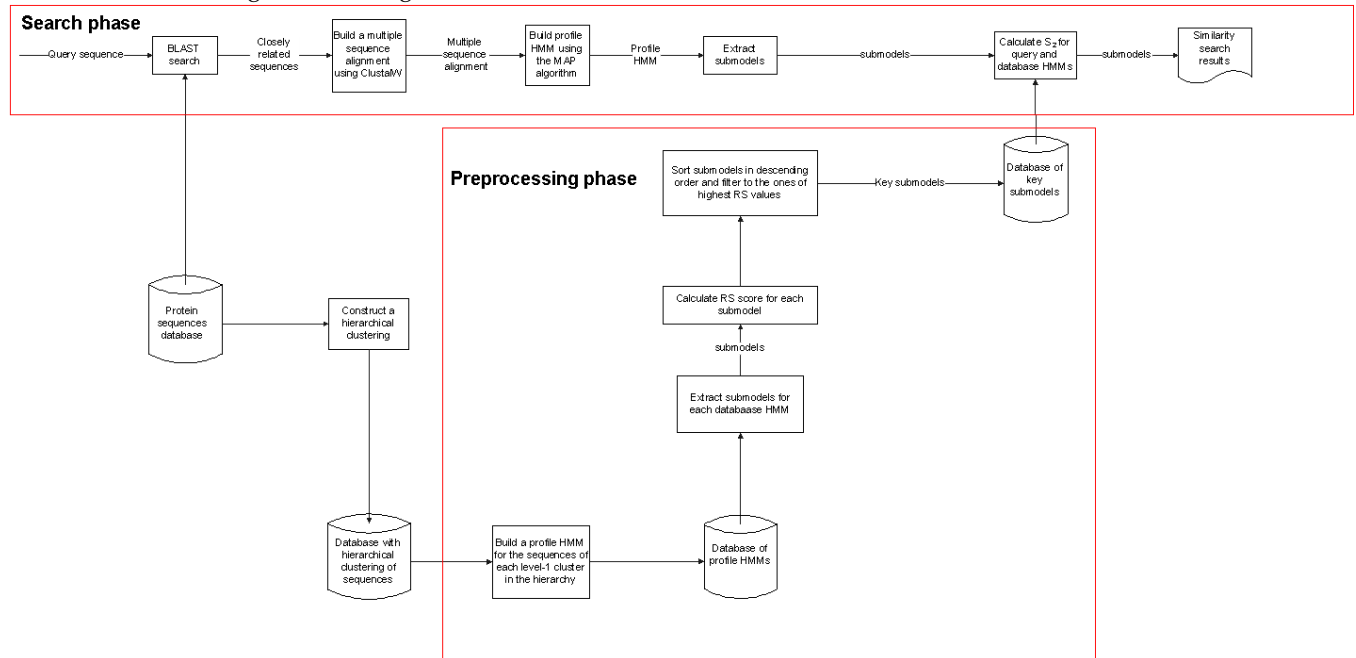 Search phase
Query sequence
BLAST
search
Closely
related
sequences
Build a multiple
sequence
alignment
using ClustalW
Multiple
sequence
alignment
Build profile
HMM using
the MAP
algorithm
Profile
HMM
Extract
submodels
submodels
Calculate S₂ for
query and
database HMMs
submodels
Similarity
search
results
Preprocessing phase
Sort submodels in descending
order and filter to the ones of
highest RS values
Key submodels
Database of
key
submodels
Calculate RS score for each
submodel
submodels
Extract submodels for
each databaase HMM
Protein
sequences
database
Construct a
hierarchical
clustering
Database with
hierarchical
clustering of
sequences
Build a profile HMM
for the sequences of
each level-1 cluster
in the hierarchy
Database of
profile HMMs